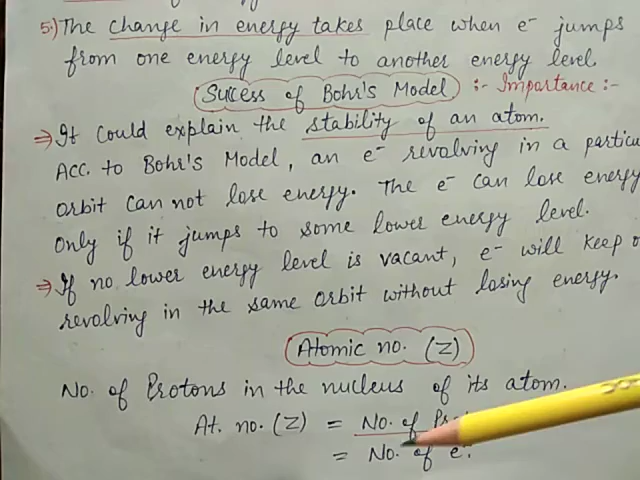 5.) The change in energy takes place when e⁻ jumps
from one energy level to another energy level.
Success of Bohr's Model :- Importance :-
⇒ It could explain the stability of an atom.
Acc. to Bohr's Model, an e⁻ revolving in a
orbit can not lose energy. The e⁻ can lose energy
only if it jumps to some lower energy level.
⇒ If no lower energy level is vacant, e⁻ will keep
revolving in the same orbit without losing energy.
Atomic no. (Z)
No. of Protons in the nucleus of its atom.
At. no. (Z) = No. of
= No. of e⁻.